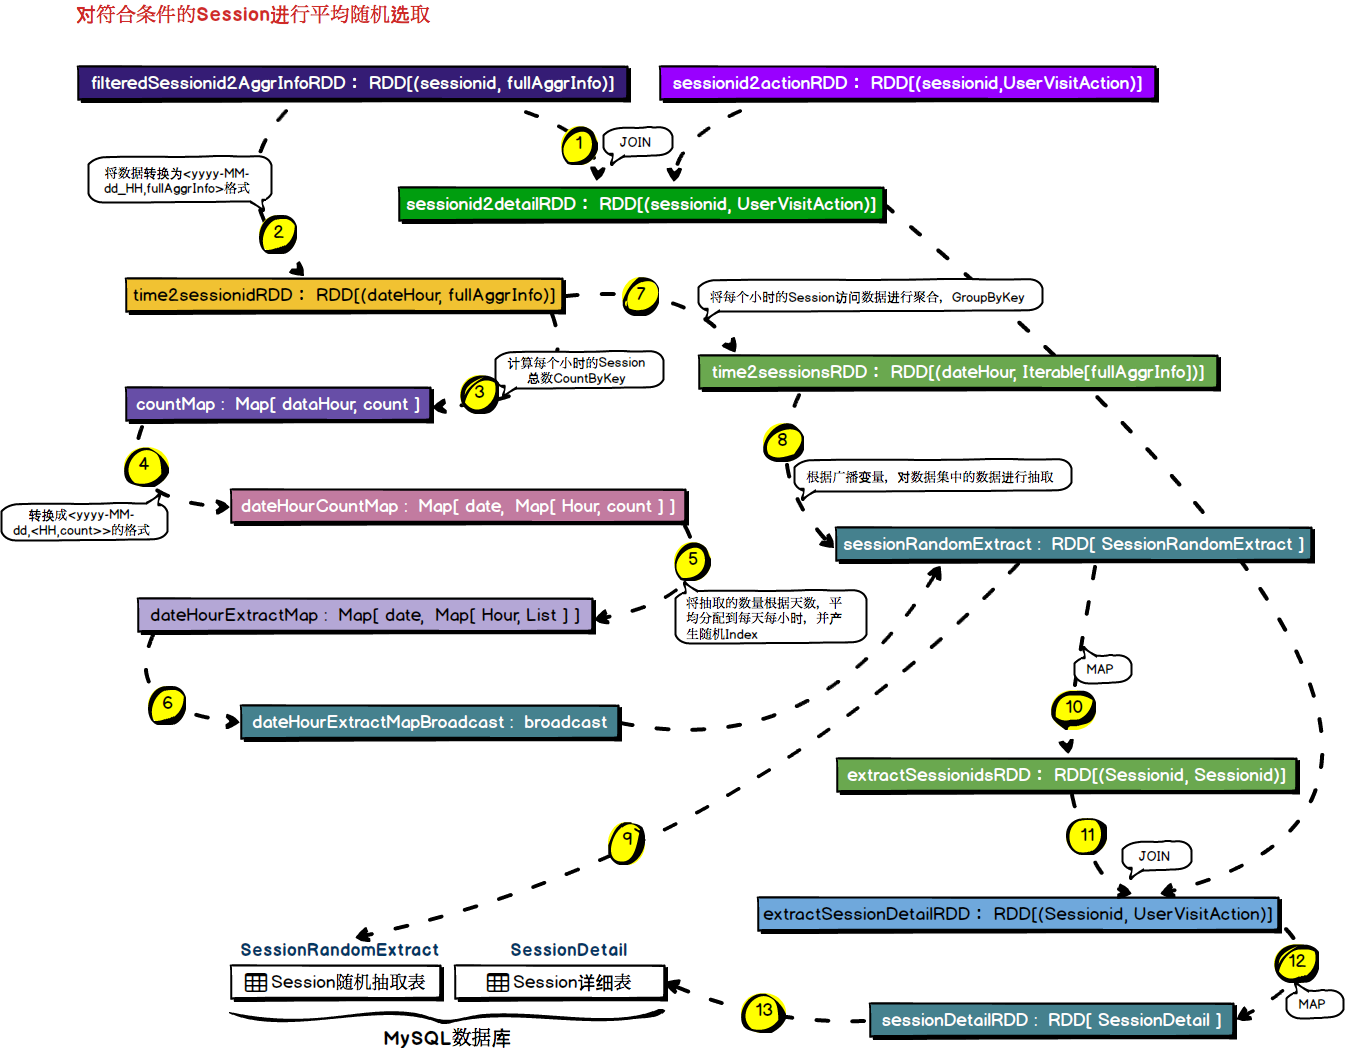 对符合条件的Session进行平均随机选取
filteredSessionid2AggrInfoRDD： RDD[(sessionid, fullAggrInfo)]
sessionid2actionRDD： RDD[(sessionid,UserVisitAction)]
1
JOIN
将数据转换为<yyyy-MM-
dd_HH,fullAggrInfo>格式
sessionid2detailRDD： RDD[(sessionid, UserVisitAction)]
2
time2sessionidRDD： RDD[(dateHour, fullAggrInfo)]
7
将每个小时的Session访问数据进行聚合，GroupByKey
计算每个小时的Session
总数CountByKey
time2sessionsRDD： RDD[(dateHour, Iterable[fullAggrInfo])]
3
countMap： Map[ dataHour, count ]
8
4
根据广播变量，对数据集中的数据进行抽取
转换成<yyyy-MM-
dd,<HH,count>>的格式
dateHourCountMap： Map[ date, Map[ Hour, count ] ]
sessionRandomExtract： RDD[ SessionRandomExtract ]
5
将抽取的数量根据天数，平
均分配到每天每小时，并产
生随机Index
dateHourExtractMap： Map[ date, Map[ Hour, List ] ]
MAP
6
10
dateHourExtractMapBroadcast： broadcast
extractSessionidsRDD： RDD[(Sessionid, Sessionid)]
9
11
JOIN
extractSessionDetailRDD： RDD[(Sessionid, UserVisitAction)]
SessionRandomExtract
SessionDetail
12
Session随机抽取表
Session详细表
MAP
13
sessionDetailRDD： RDD[ SessionDetail ]
MySQL数据库